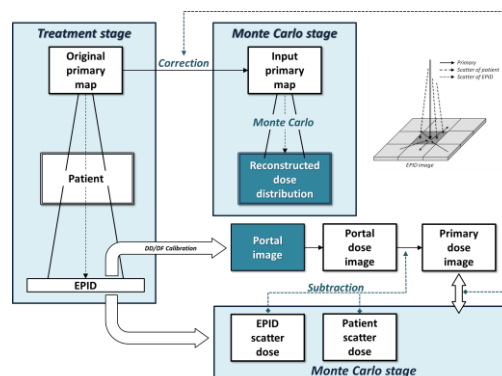 Treatment stage
Original
primary
map
Patient
EPID
Correction
Monte Carlo stage
Input
primary
map
Monte Carlo
Reconstructed
dose
distribution
Primary
Scatter of patient
Scatter of EPID
EPID image
DD/DF Calibration
Portal
image
Portal
dose
image
Primary
dose
image
Subtraction
EPID
scatter
dose
Patient
scatter
dose
Monte Carlo stage